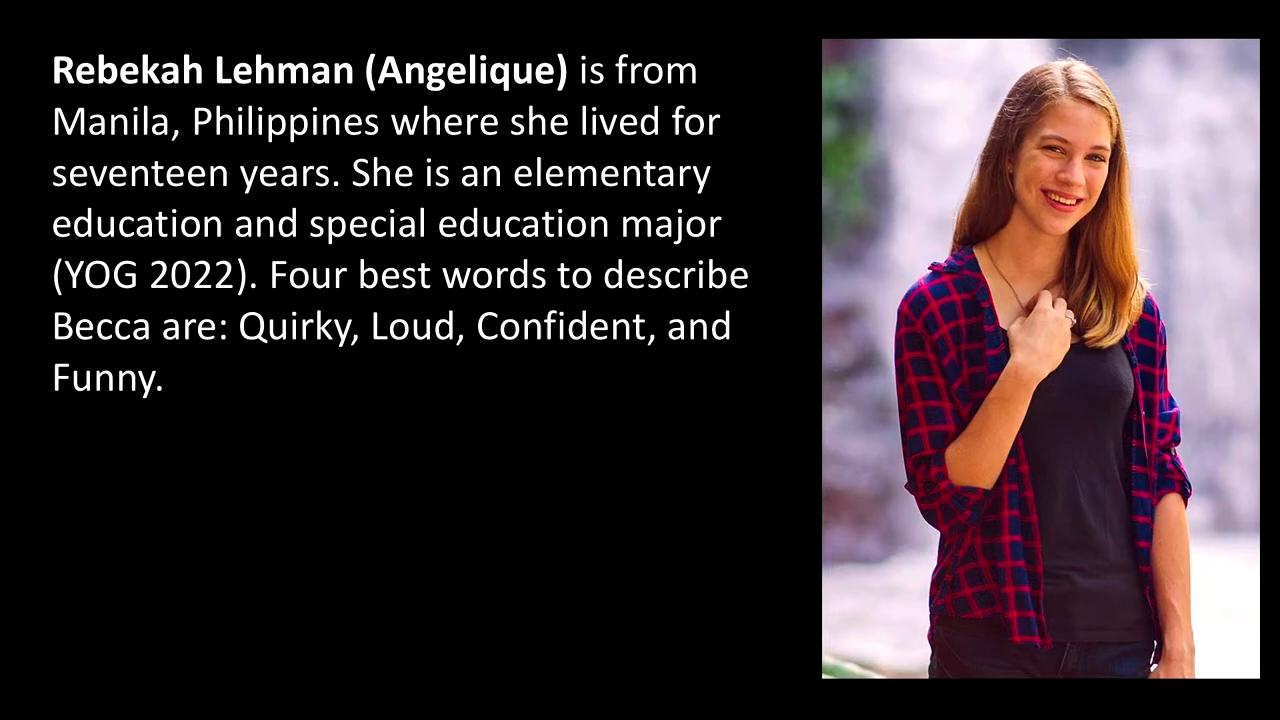 Rebekah Lehman (Angelique) is from
Manila, Philippines where she lived for
seventeen years. She is an elementary
education and special education major
(YOG 2022). Four best words to describe
Becca are: Quirky, Loud, Confident, and
Funny.